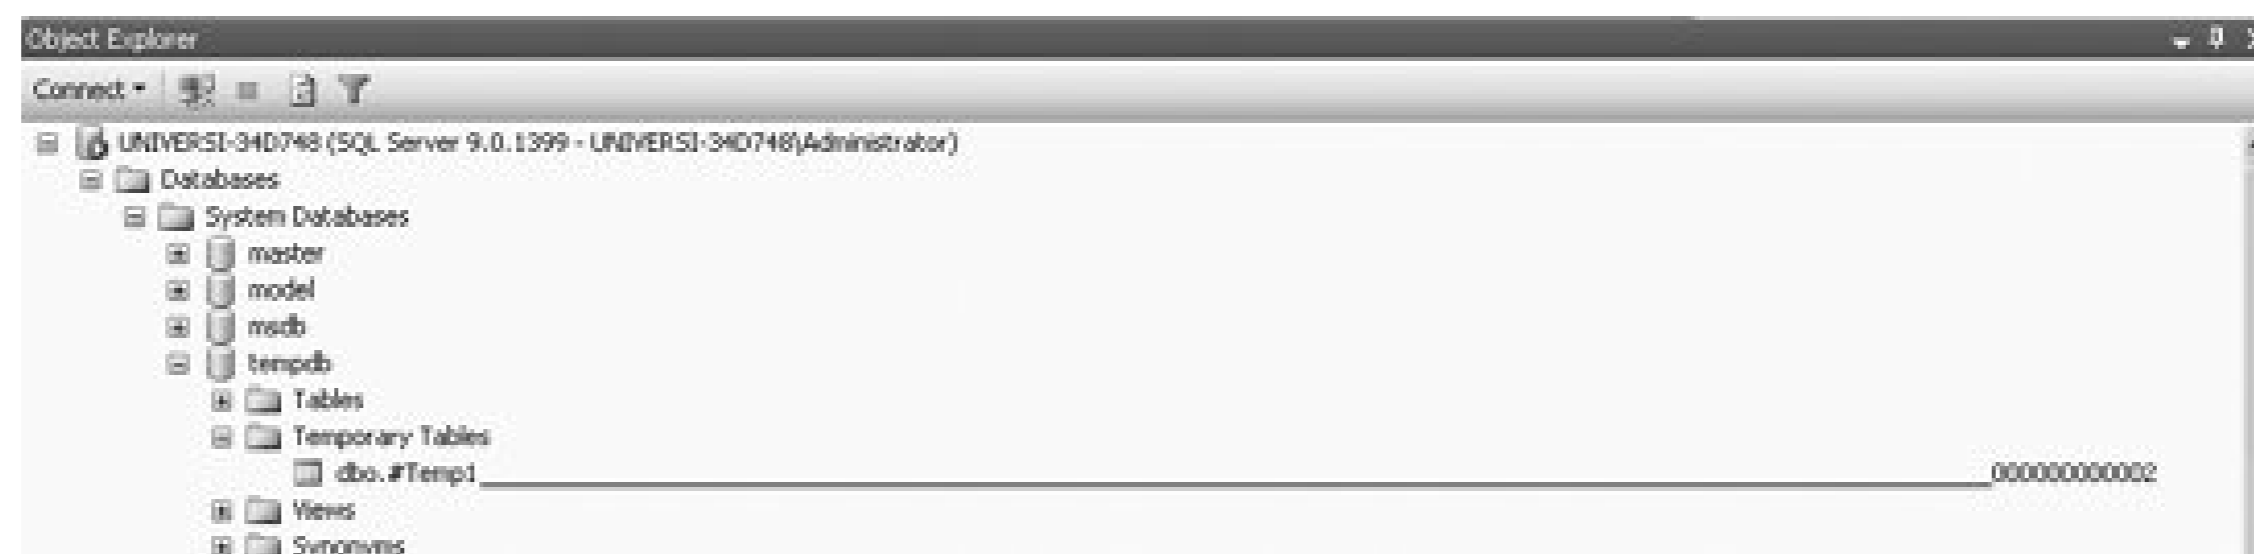 Object Explorer
Connect
UNIVERSI-34D748 (SQL Server 9.0.1399 - UNIVERSI-34D748\Administrator)
Databases
System Databases
master
model
msdb
tempdb
Tables
Temporary Tables
dbo.#Temp1____________________________________________________________________________________________________________000000000002
Views
Synonyms